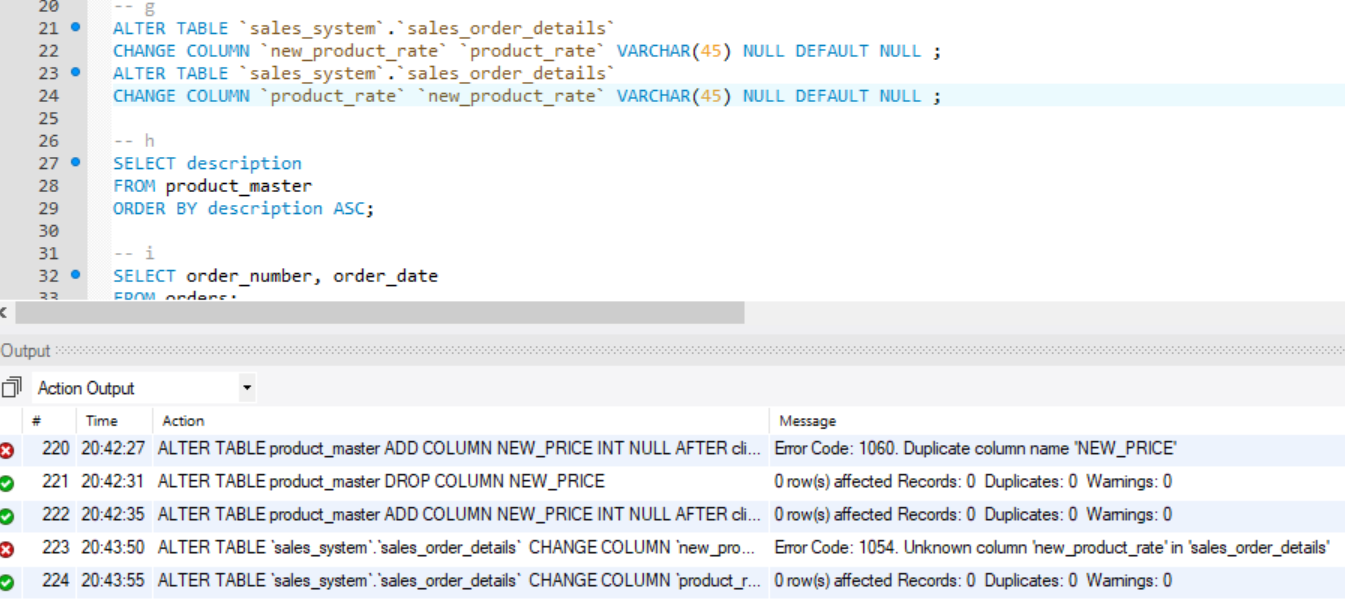 20 -- g
21 ALTER TABLE `sales_system`.`sales_order_details`
22 CHANGE COLUMN `new_product_rate` `product_rate` VARCHAR(45) NULL DEFAULT NULL ;
23 ALTER TABLE `sales_system`.`sales_order_details`
24 CHANGE COLUMN `product_rate` `new_product_rate` VARCHAR(45) NULL DEFAULT NULL ;
25
26 -- h
27 SELECT description
28 FROM product_master
29 ORDER BY description ASC;
30
31 -- i
32 SELECT order_number, order_date
33 FROM orders;
Output
Action Output
# Time Action Message
220 20:42:27 ALTER TABLE product_master ADD COLUMN NEW_PRICE INT NULL AFTER cli... Error Code: 1060. Duplicate column name 'NEW_PRICE'
221 20:42:31 ALTER TABLE product_master DROP COLUMN NEW_PRICE 0 row(s) affected Records: 0 Duplicates: 0 Warnings: 0
222 20:42:35 ALTER TABLE product_master ADD COLUMN NEW_PRICE INT NULL AFTER cli... 0 row(s) affected Records: 0 Duplicates: 0 Warnings: 0
223 20:43:50 ALTER TABLE `sales_system`.`sales_order_details` CHANGE COLUMN `new_pro... Error Code: 1054. Unknown column 'new_product_rate' in 'sales_order_details'
224 20:43:55 ALTER TABLE `sales_system`.`sales_order_details` CHANGE COLUMN `product_r... 0 row(s) affected Records: 0 Duplicates: 0 Warnings: 0